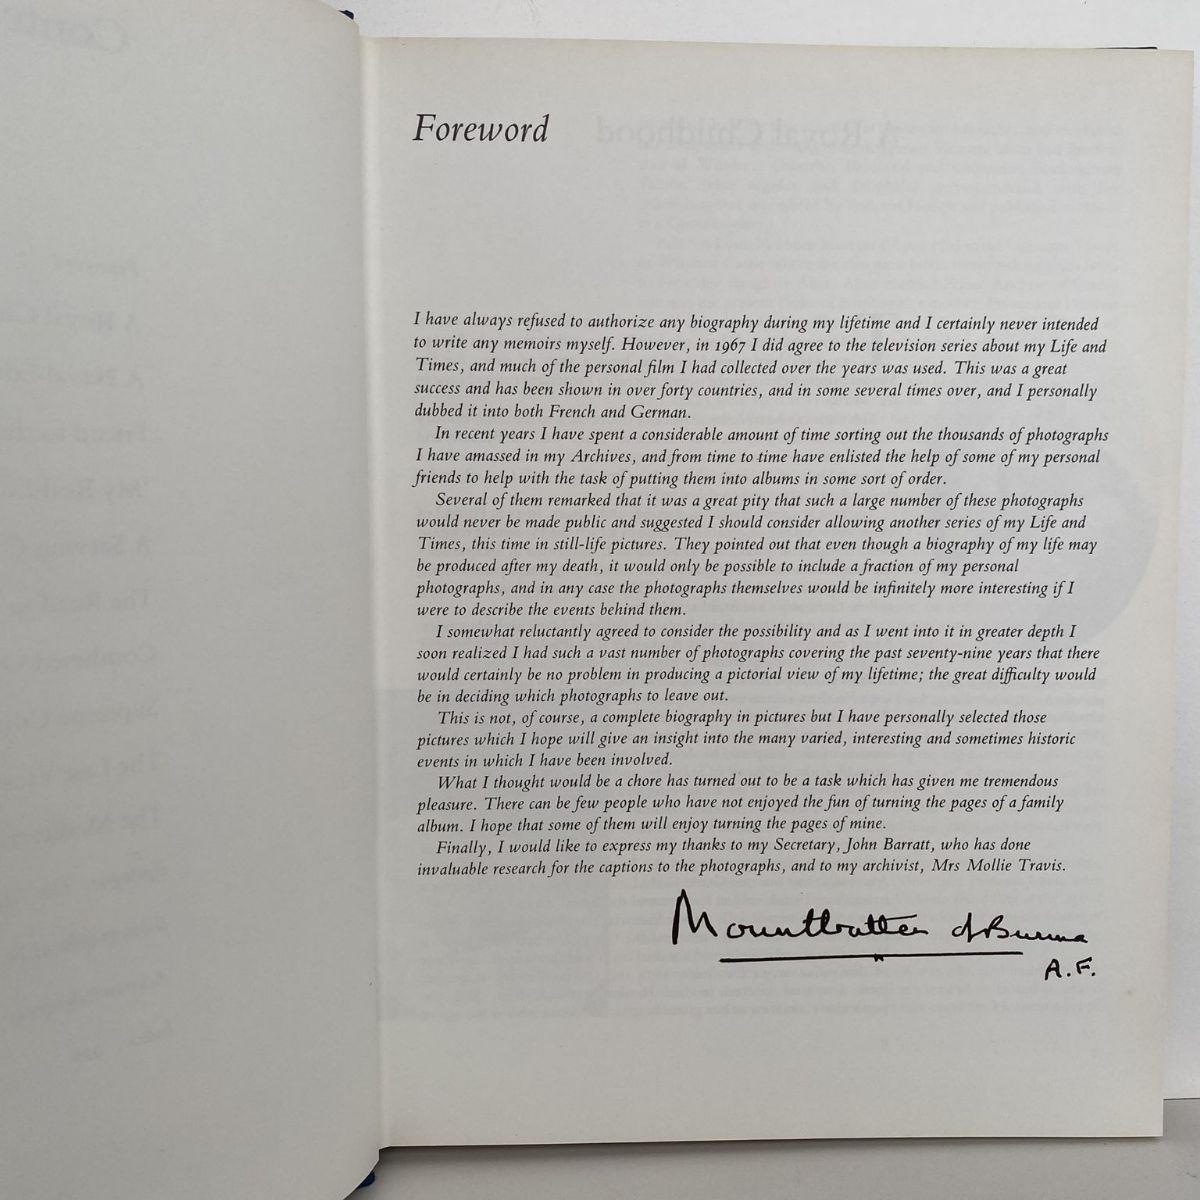 Foreword
I have always refused to authorize any biography during my lifetime and I certainly never intended
to write any memoirs myself. However, in 1967 I did agree to the television series about my Life and
Times, and much of the personal film I had collected over the years was used. This was a great
success and has been shown in over forty countries, and in some several times over, and I personally
dubbed it into both French and German.
In recent years I have spent a considerable amount of time sorting out the thousands of photographs
I have amassed in my Archives, and from time to time have enlisted the help of some of my personal
friends to help with the task of putting them into albums in some sort of order.
Several of them remarked that it was a great pity that such a large number of these photographs
would never be made public and suggested I should consider allowing another series of my Life and
Times, this time in still-life pictures. They pointed out that even though a biography of my life may
be produced after my death, it would only be possible to include a fraction of my personal
photographs, and in any case the photographs themselves would be infinitely more interesting if I
were to describe the events behind them.
I somewhat reluctantly agreed to consider the possibility and as I went into it in greater depth I
soon realized I had such a vast number of photographs covering the past seventy-nine years that there
would certainly be no problem in producing a pictorial view of my lifetime; the great difficulty would
be in deciding which photographs to leave out.
This is not, of course, a complete biography in pictures but I have personally selected those
pictures which I hope will give an insight into the many varied, interesting and sometimes historic
events in which I have been involved.
What I thought would be a chore has turned out to be a task which has given me tremendous
pleasure. There can be few people who have not enjoyed the fun of turning the pages of a family
album. I hope that some of them will enjoy turning the pages of mine.
Finally, I would like to express my thanks to my Secretary, John Barratt, who has done
invaluable research for the captions to the photographs, and to my archivist, Mrs Mollie Travis.
Mountbatten of Burma
A.F.